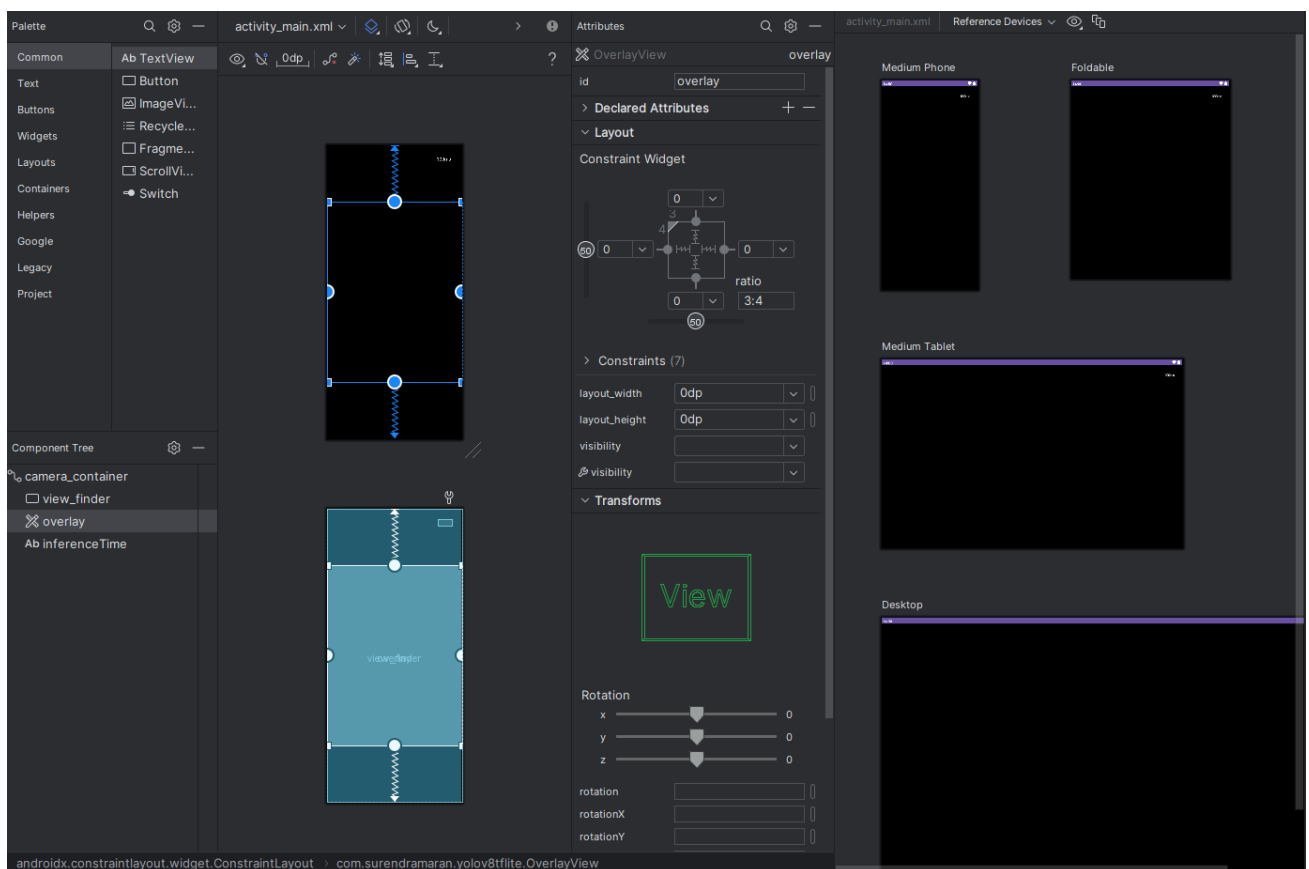 Palette
Common
Text
Buttons
Widgets
Layouts
Containers
Helpers
Google
Legacy
Project
Ab TextView
Button
ImageVi...
Recycle...
Fragme...
ScrollVi...
Switch
Component Tree
camera_container
view_finder
overlay
Ab inferenceTime
activity_main.xml
0dp
?
view_finder
overlay
Attributes
OverlayView
overlay
id
overlay
Declared Attributes
Layout
Constraint Widget
0
3
4
50
0
0
ratio
0
3:4
50
Constraints (7)
layout_width
0dp
layout_height
0dp
visibility
visibility
Transforms
View
Rotation
x
0
y
0
z
0
rotation
rotationX
rotationY
activity_main.xml
Reference Devices
Medium Phone
Foldable
Medium Tablet
Desktop
androidx.constraintlayout.widget.ConstraintLayout > com.surendramaran.yolov8tflite.OverlayView